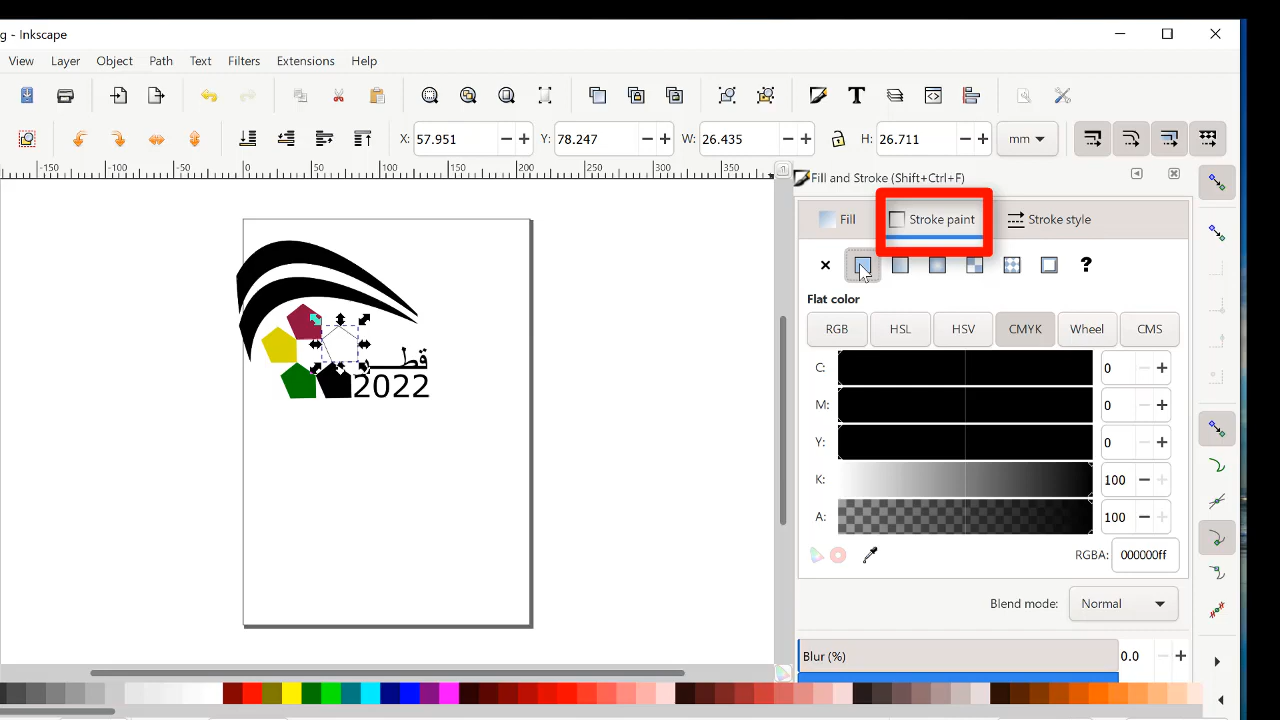 g - Inkscape
View Layer Object Path Text Filters Extensions Help
X: 57.951 Y: 78.247 W: 26.435 H: 26.711 mm
-150 -100 -50 0 50 100 150 200 250 300 350
Fill and Stroke (Shift+Ctrl+F)
Fill Stroke paint Stroke style
?
Flat color
RGB HSL HSV CMYK Wheel CMS
C: 0
M: 0
Y: 0
K: 100
A: 100
قطـــر
2022
RGBA: 000000ff
Blend mode: Normal
Blur (%) 0.0